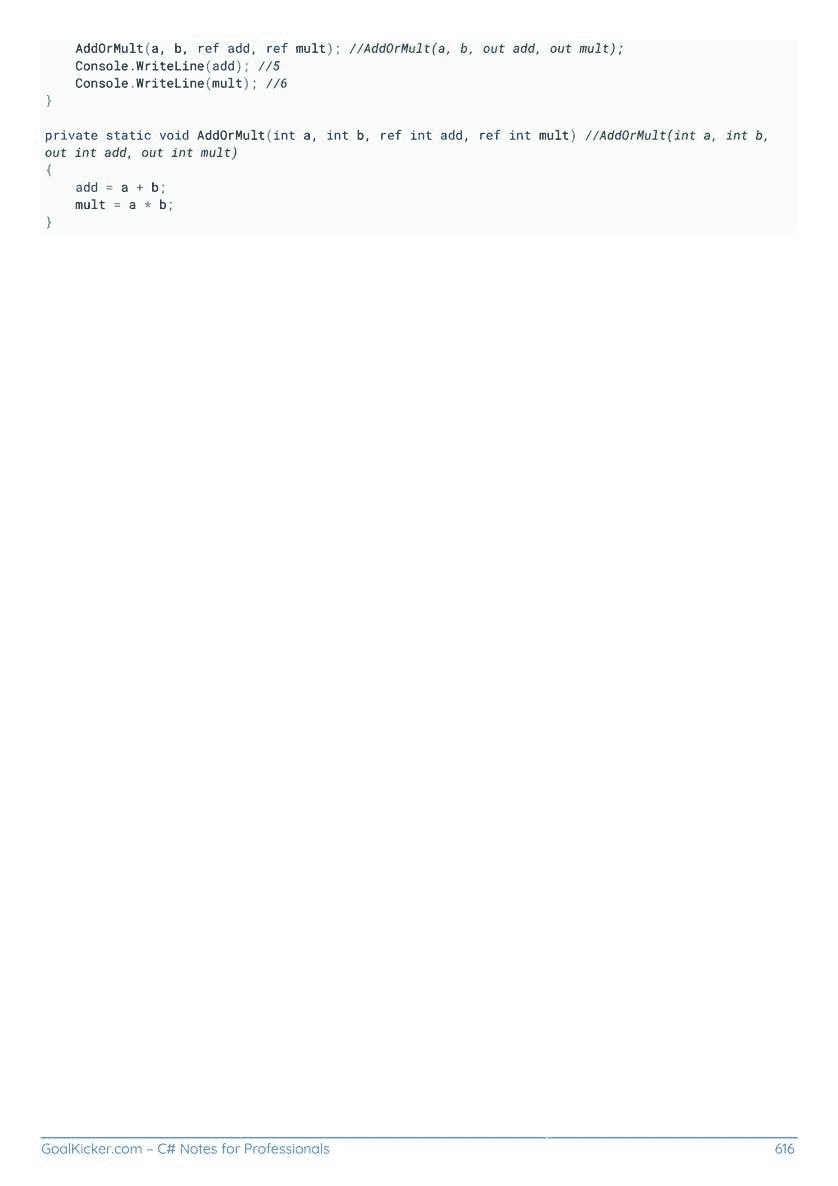 AddOrMult(a, b, ref add, ref mult); //AddOrMult(a, b, out add, out mult);
    Console.WriteLine(add); //5
    Console.WriteLine(mult); //6
}
private static void AddOrMult(int a, int b, ref int add, ref int mult) //AddOrMult(int a, int b,
out int add, out int mult)
{
    add = a + b;
    mult = a * b;
}
GoalKicker.com – C# Notes for Professionals 616